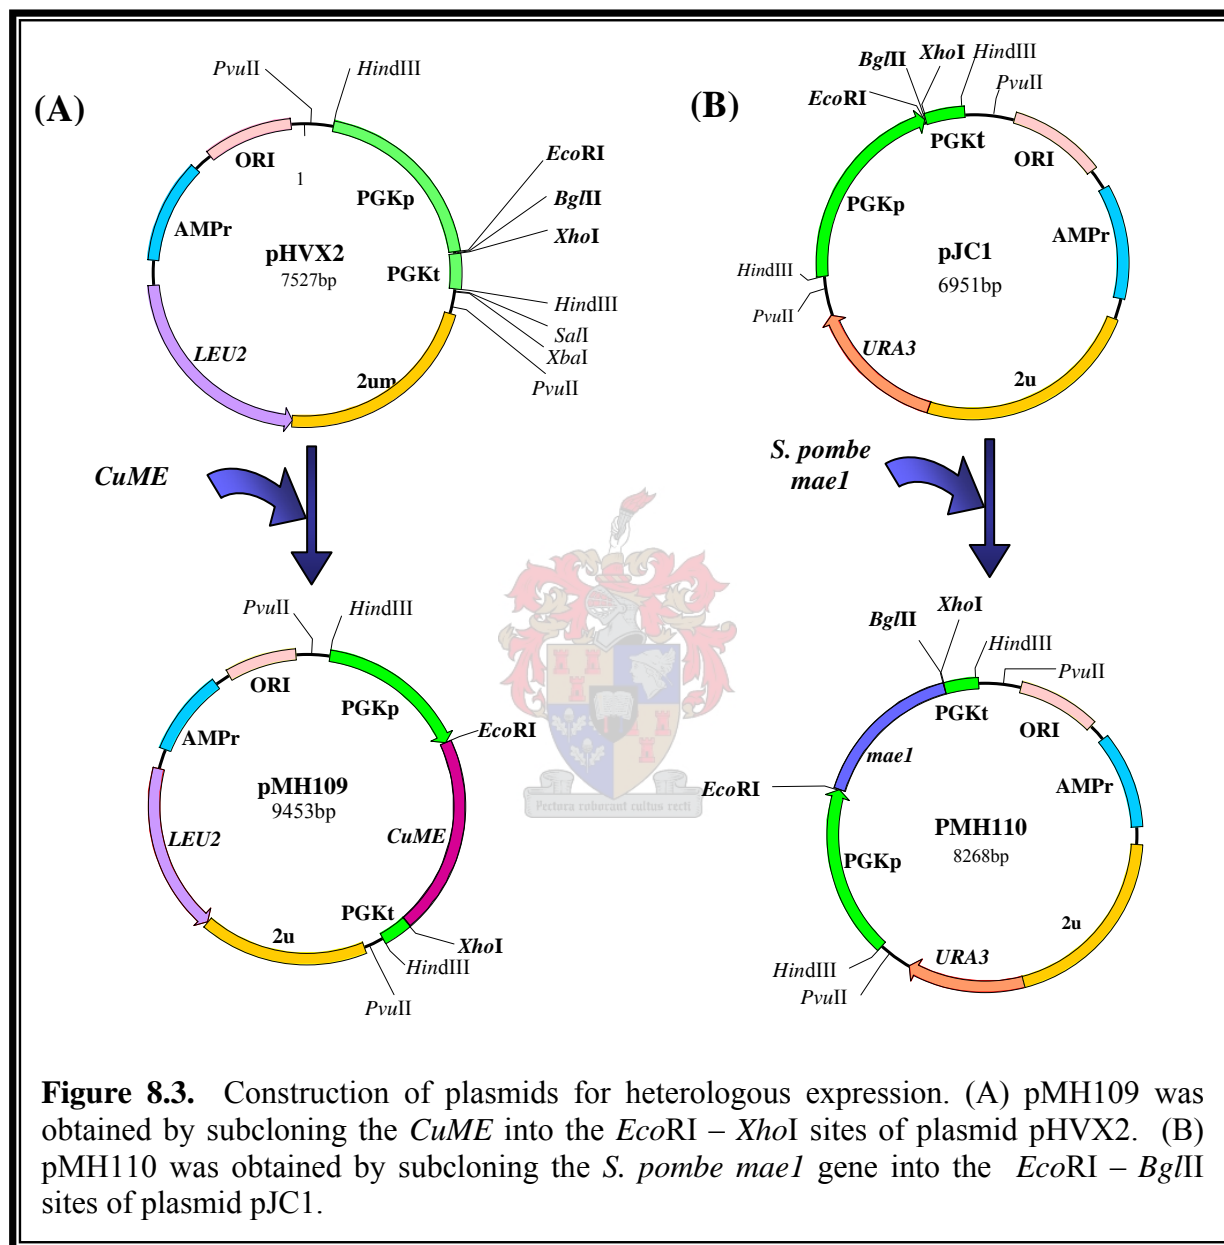 (A)
PvuII
HindIII
ORI
1
AMPr
PGKp
EcoRI
BglII
XhoI
pHVX2
7527bp
PGKt
HindIII
SalI
XbaI
PvuII
LEU2
2um
CuME
PvuII
HindIII
ORI
PGKp
AMPr
EcoRI
pMH109
9453bp
LEU2
CuME
PGKt
2u
XhoI
HindIII
PvuII
(B)
BglII
XhoI
HindIII
PvuII
EcoRI
PGKt
ORI
PGKp
AMPr
pJC1
6951bp
HindIII
PvuII
URA3
2u
S. pombe
mae1
XhoI
BglII
HindIII
PvuII
PGKt
ORI
mae1
EcoRI
AMPr
PMH110
8268bp
PGKp
2u
URA3
HindIII
PvuII
Pectora roborant cultus recti
Figure 8.3. Construction of plasmids for heterologous expression. (A) pMH109 was
obtained by subcloning the CuME into the EcoRI – XhoI sites of plasmid pHVX2. (B)
pMH110 was obtained by subcloning the S. pombe mae1 gene into the EcoRI – BglII
sites of plasmid pJC1.